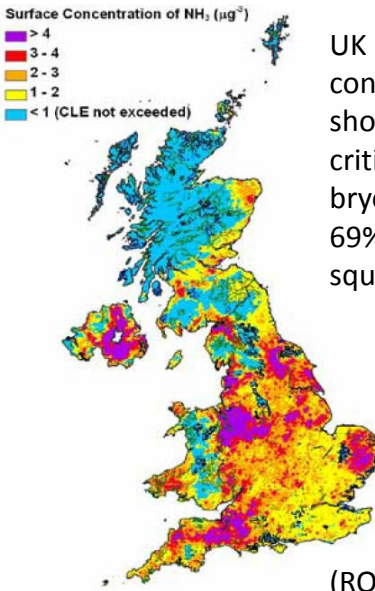 Surface Concentration of NH₃ (µg⁻³)
> 4
3 - 4
2 - 3
1 - 2
< 1 (CLE not exceeded)
UK
con
sho
criti
bryo
69%
squ
(RO